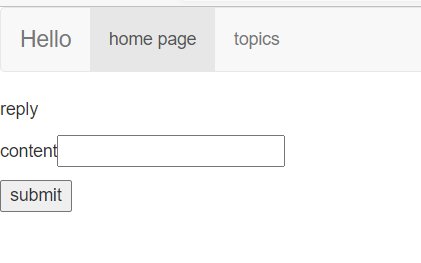 Hello home page topics
reply
content
submit